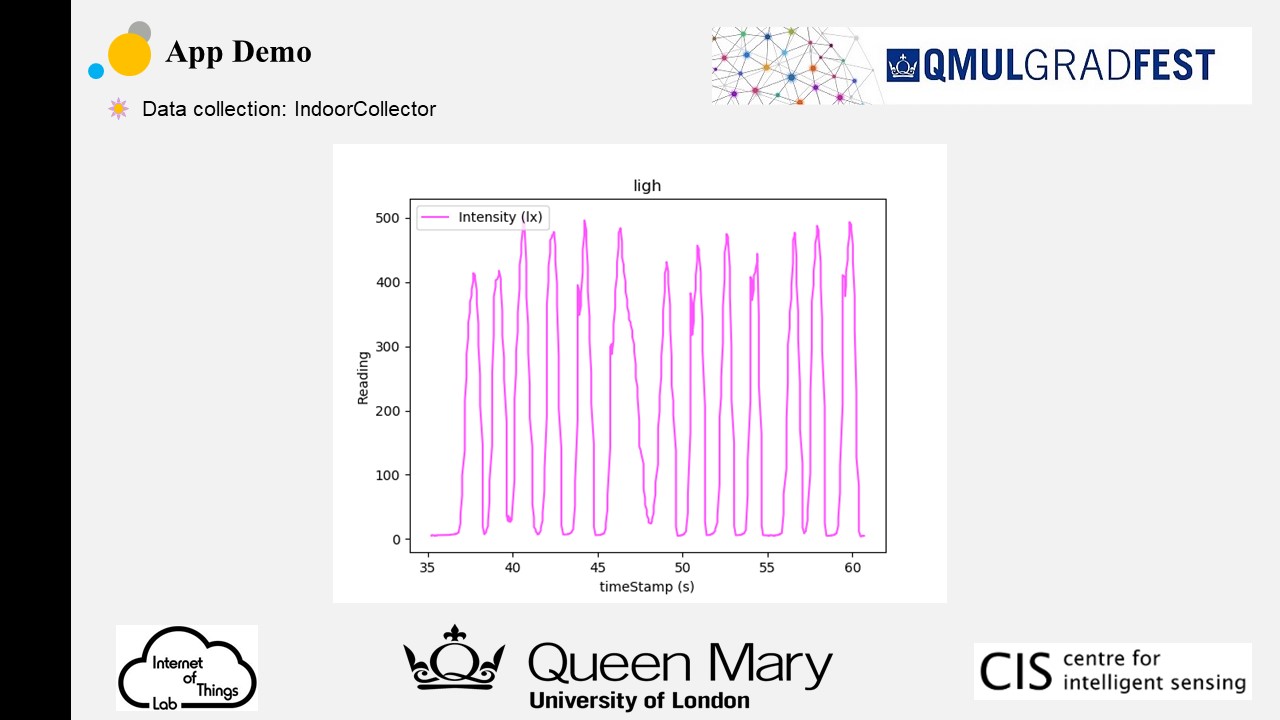 App Demo
QMULGRADFEST
Data collection: IndoorCollector
ligh
Intensity (lx)
500
400
300
200
100
0
Reading
35 40 45 50 55 60
timeStamp (s)
Internet
of
Things
Lab
Queen Mary
University of London
CIS centre for
intelligent sensing